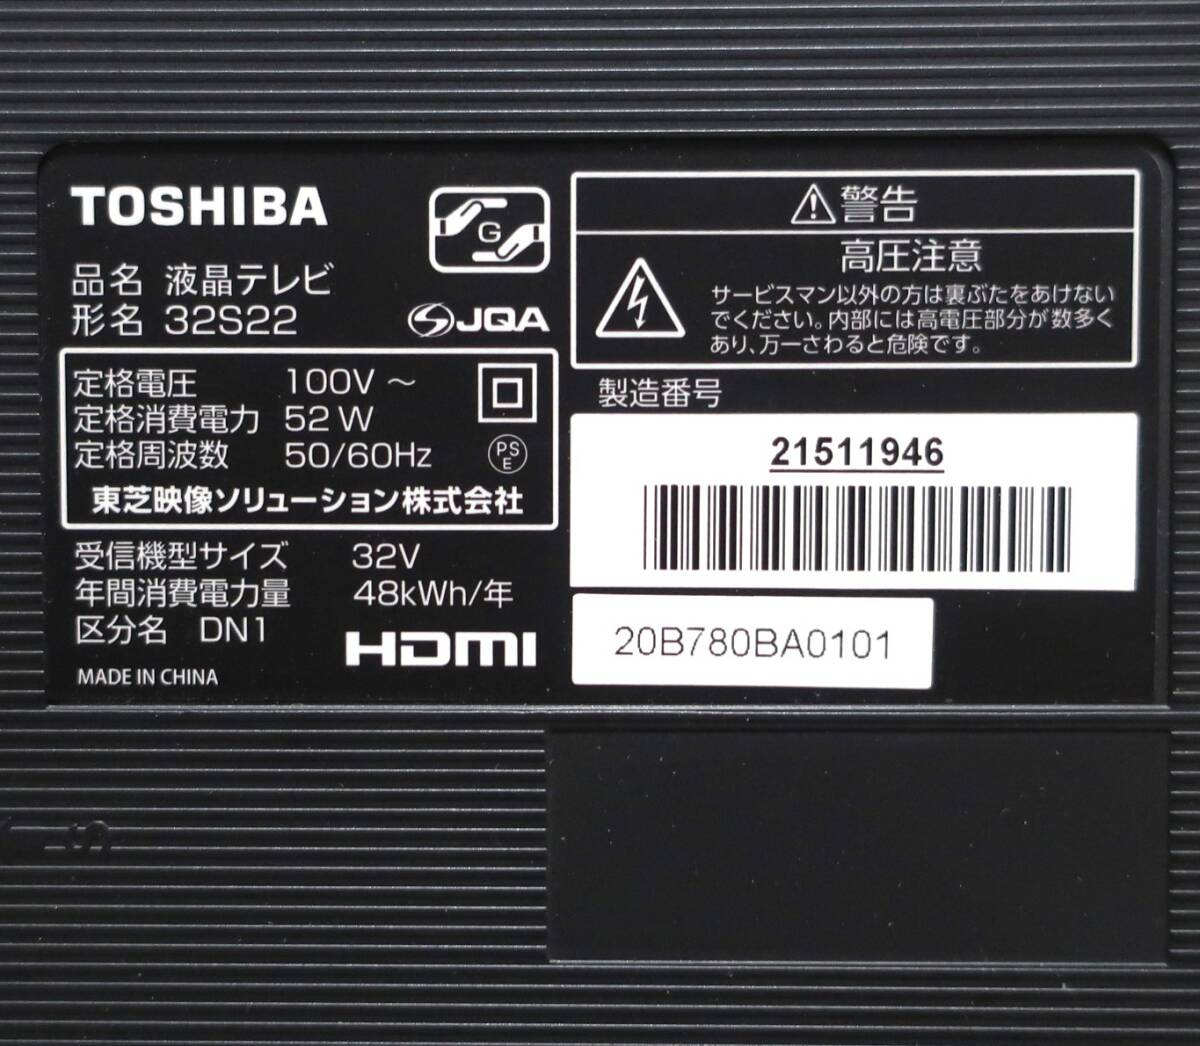 TOSHIBA
G
品名 液晶テレビ
形名 32S22
JQA
定格電圧 100V ～
定格消費電力 52 W
定格周波数 50/60Hz
PS
E
東芝映像ソリューション株式会社
受信機型サイズ 32V
年間消費電力量 48kWh/年
区分名 DN1
HDMI
MADE IN CHINA
警告
高圧注意
サービスマン以外の方は裏ぶたをあけない
でください。内部には高電圧部分が数多く
あり、万一さわると危険です。
製造番号
21511946
20B780BA0101